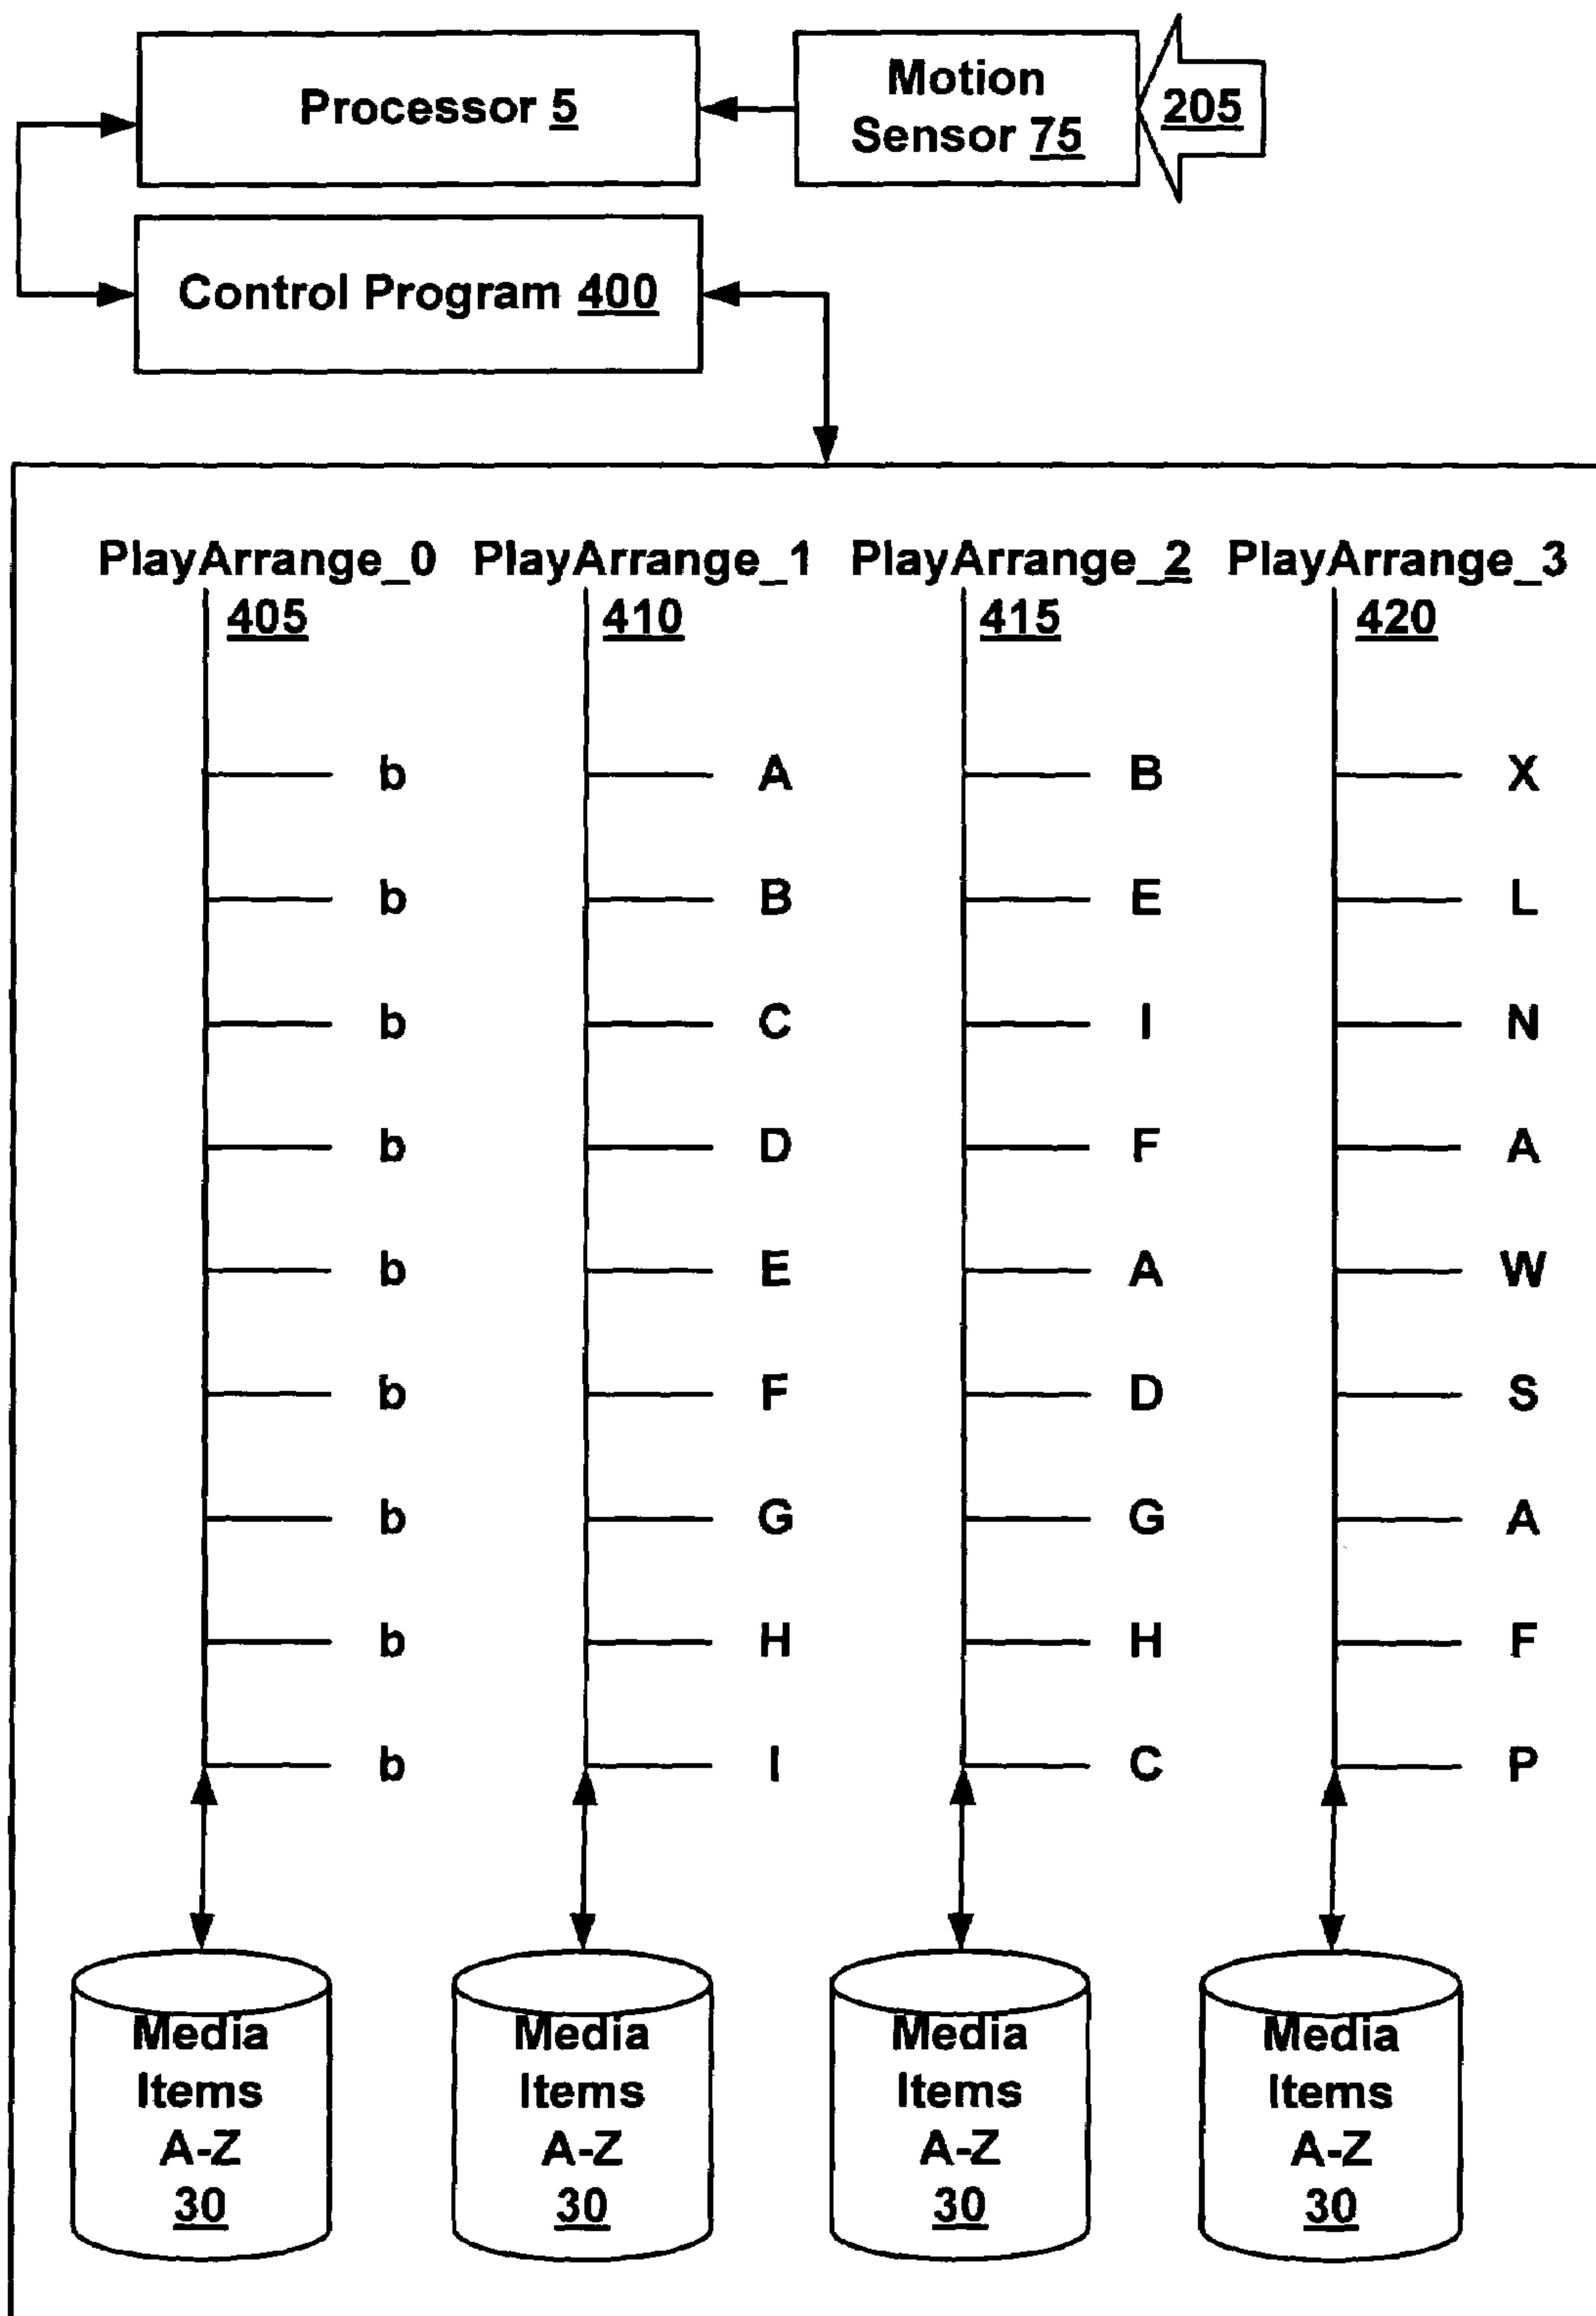 Processor 5
Motion
Sensor 75
205
Control Program 400
PlayArrange_0 PlayArrange_1 PlayArrange_2 PlayArrange_3
405 410 415 420
b A B X
b B E L
b C I N
b D F A
b E A W
b F D S
b G G A
b H H F
b I C P
Media Media Media Media
Items Items Items Items
A-Z A-Z A-Z A-Z
30 30 30 30